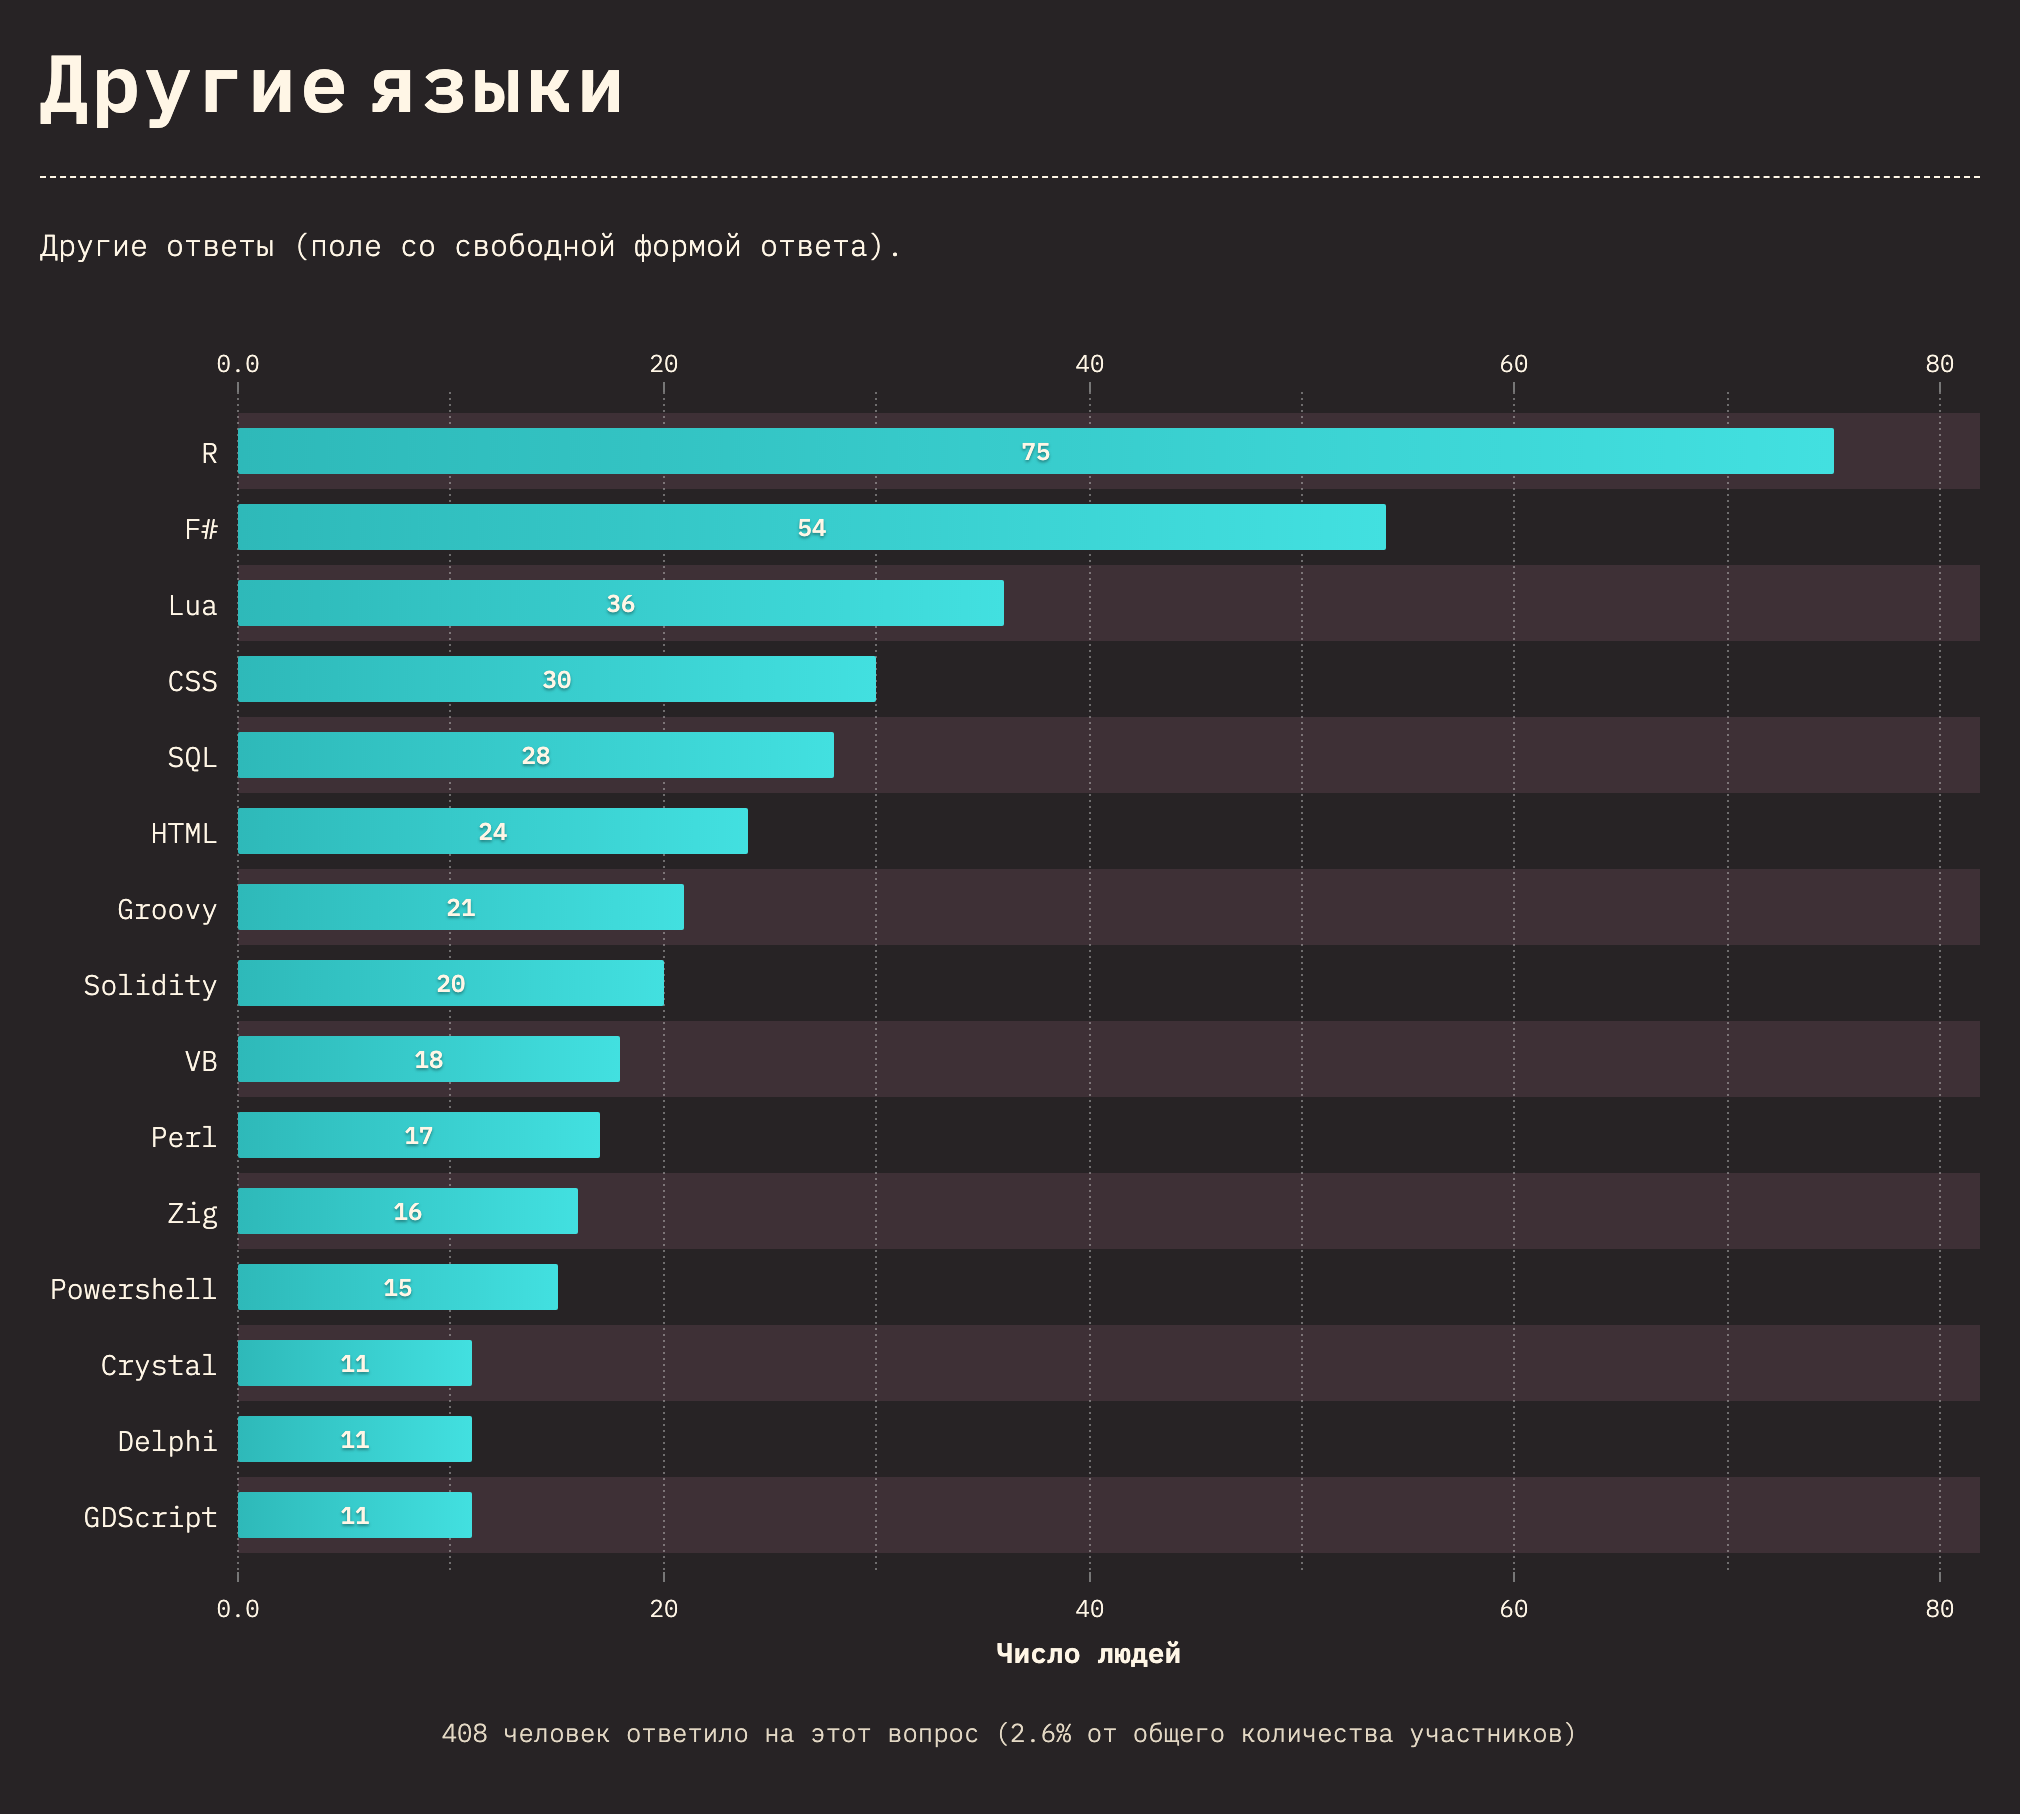 Другие языки
Другие ответы (поле со свободной формой ответа).
0.0 20 40 60 80
R 75
F# 54
Lua 36
CSS 30
SQL 28
HTML 24
Groovy 21
Solidity 20
VB 18
Perl 17
Zig 16
Powershell 15
Crystal 11
Delphi 11
GDScript 11
0.0 20 40 60 80
Число людей
408 человек ответило на этот вопрос (2.6% от общего количества участников)